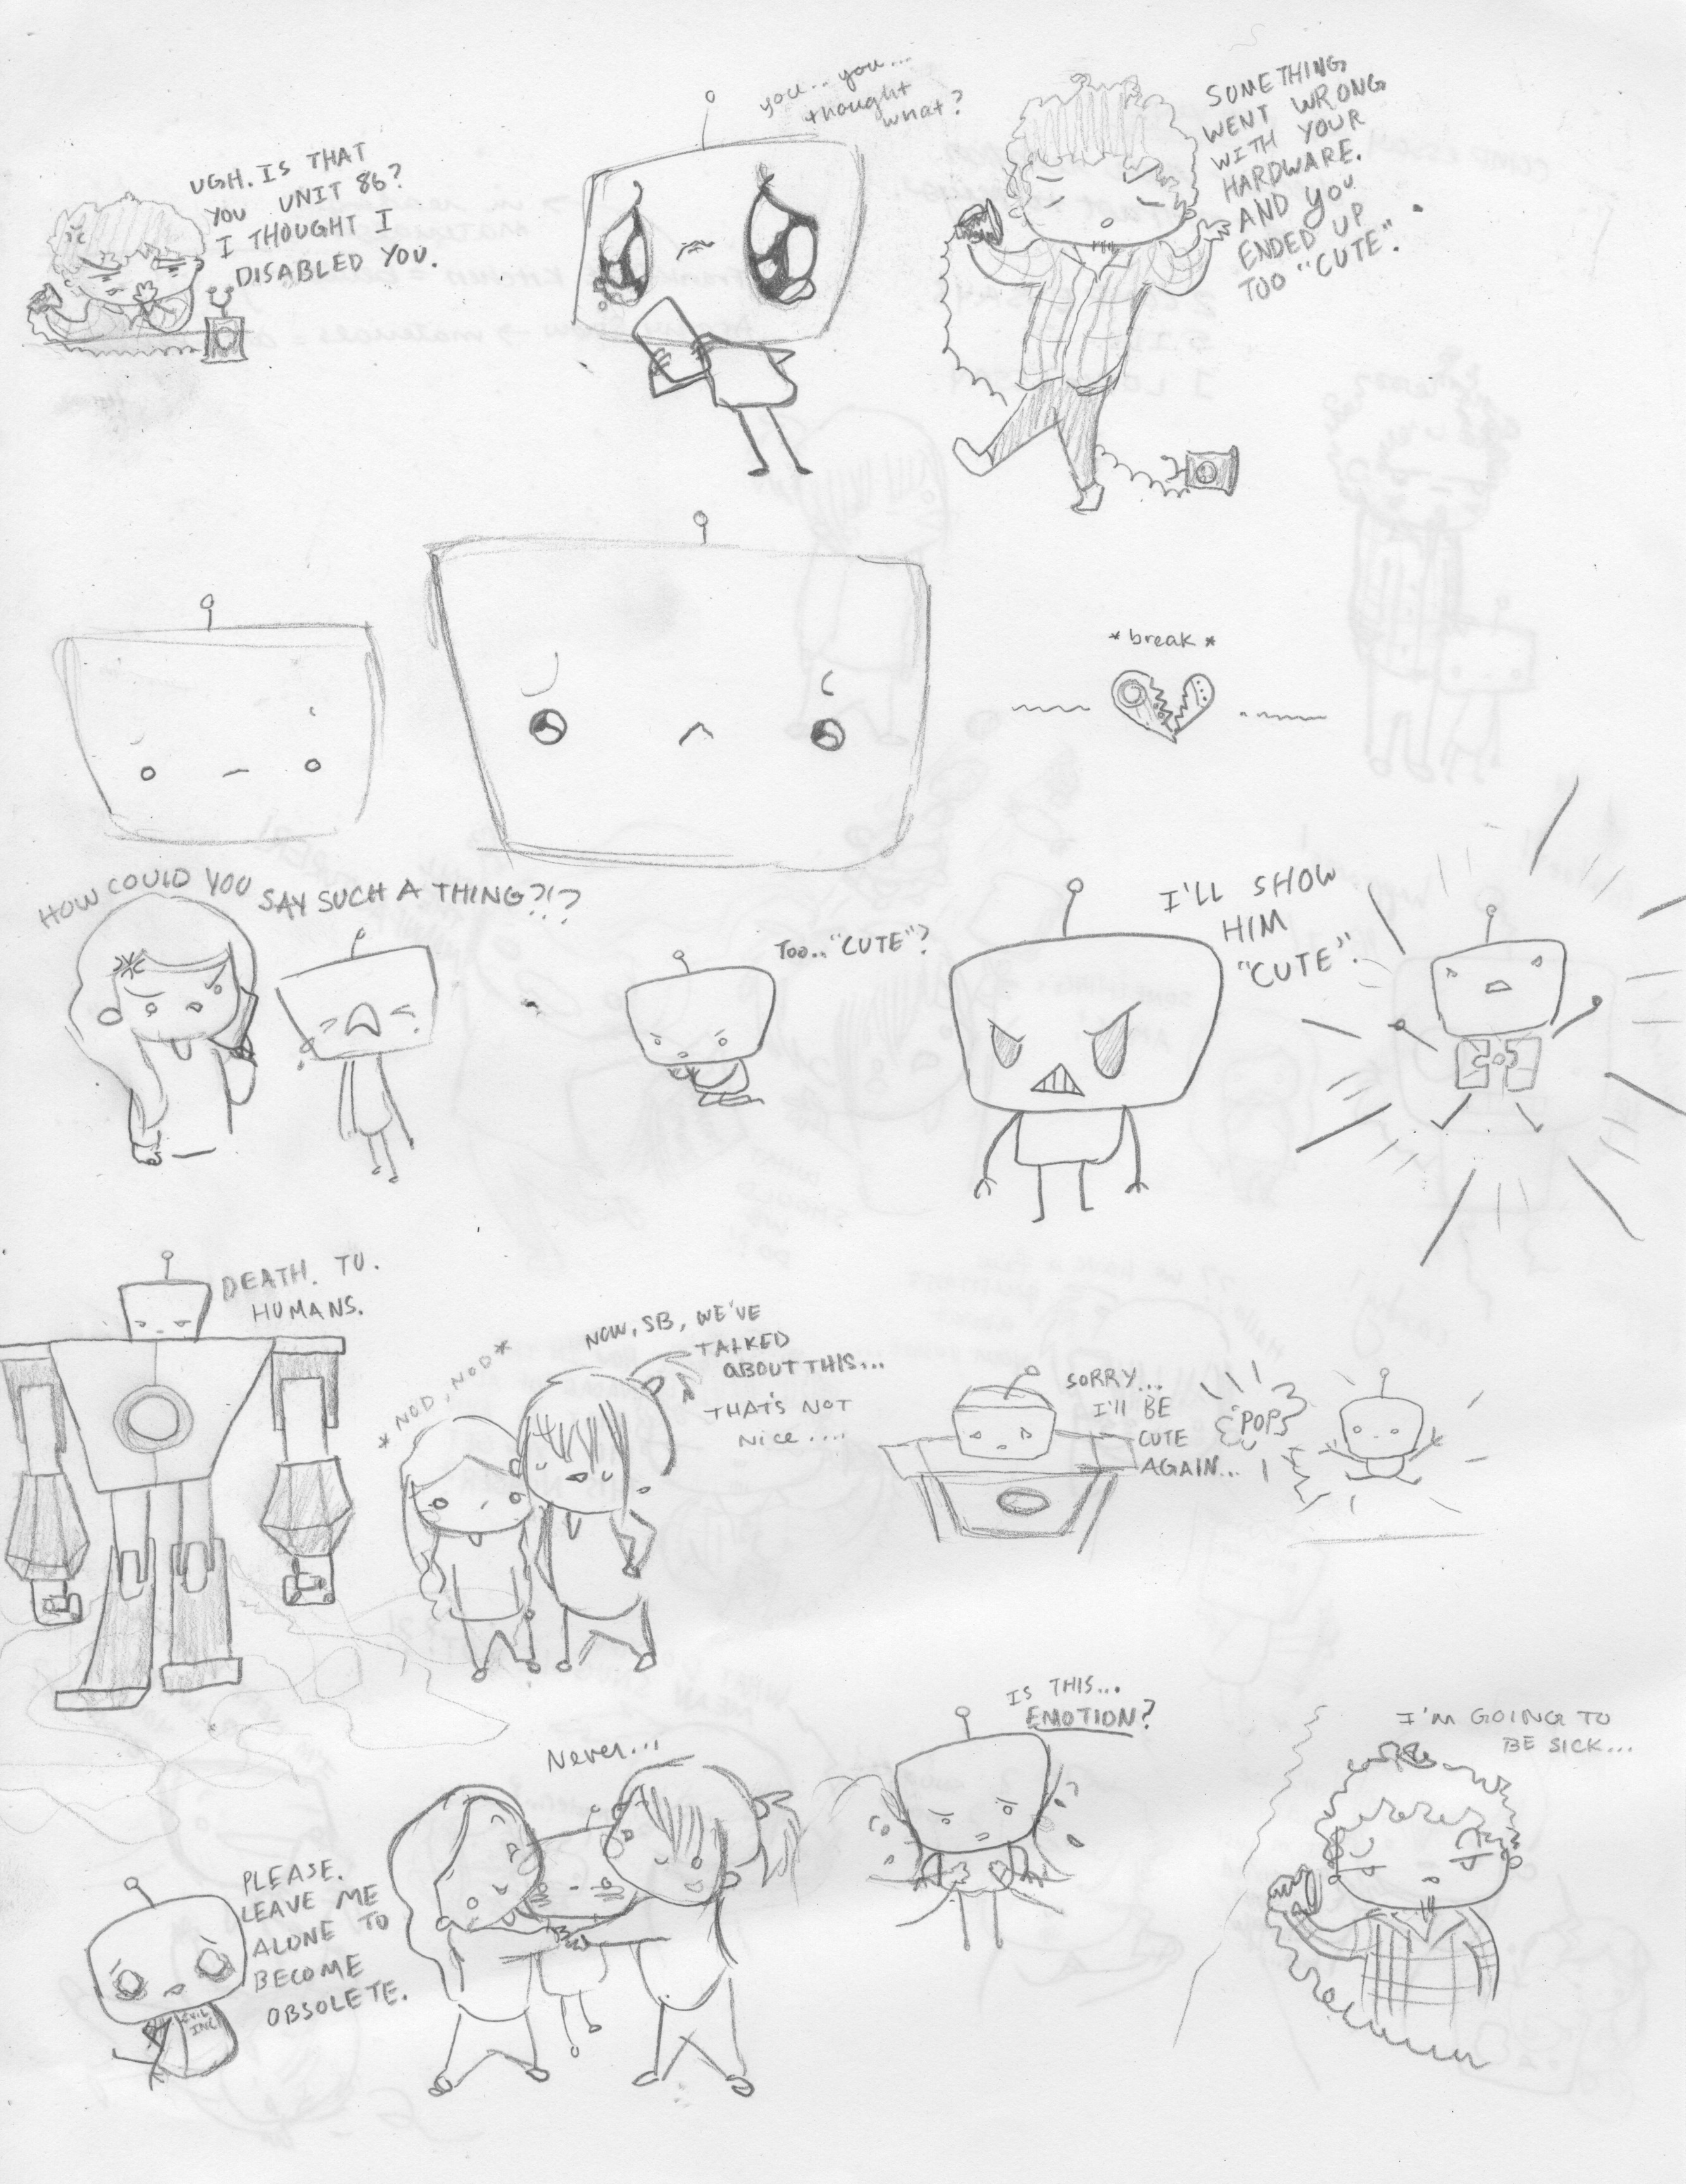 UGH. IS THAT
YOU UNIT 86?
I THOUGHT I
DISABLED YOU.
you... you...
thought
what?
SOMETHING
WENT WRONG
WITH YOUR
HARDWARE.
AND YOU
ENDED UP
TOO "CUTE".
*break*
HOW COULD YOU SAY SUCH A THING?!?
TOO.. "CUTE"?
I'LL SHOW
HIM
"CUTE".
DEATH. TO.
HUMANS.
*NOD, NOD*
NOW, SB, WE'VE
TALKED
ABOUT THIS...
THAT'S NOT
NICE....
SORRY...
I'LL BE
CUTE
AGAIN...
POP
PLEASE.
LEAVE ME
ALONE TO
BECOME
OBSOLETE.
EVIL
INC.
Never...
IS THIS...
EMOTION?
I'M GOING TO
BE SICK...